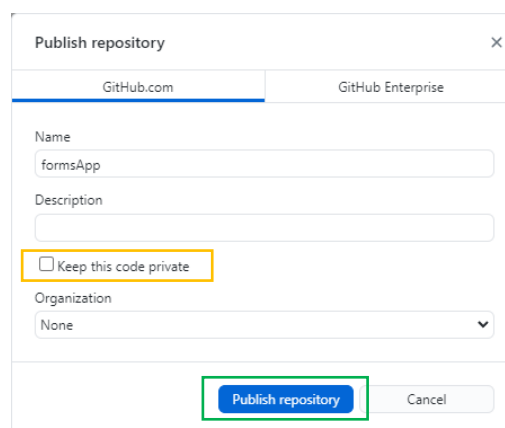 Publish repository
GitHub.com GitHub Enterprise
Name
formsApp
Description
Keep this code private
Organization
None
Publish repository Cancel